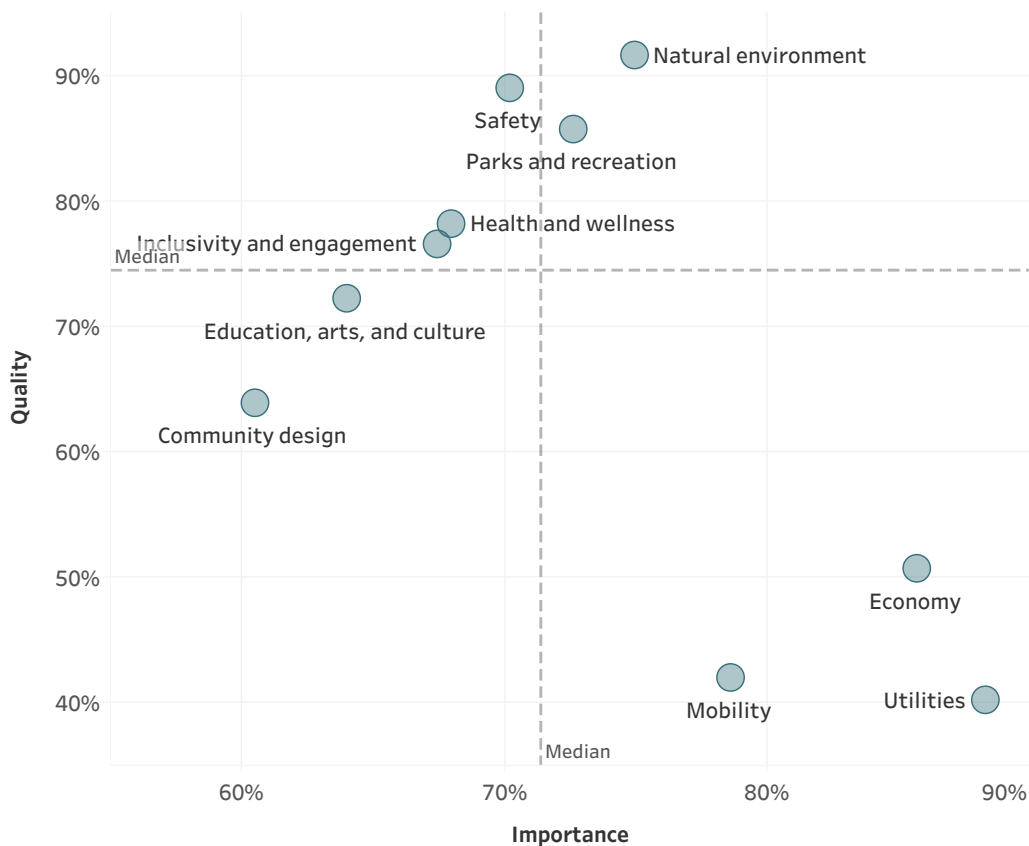 90%
Natural environment
Safety
Parks and recreation
80%
Health and wellness
Inclusivity and engagement
Median
70%
Education, arts, and culture
Quality
Community design
60%
50%
Economy
40%
Utilities
Mobility
Median
60%
70%
80%
90%
Importance